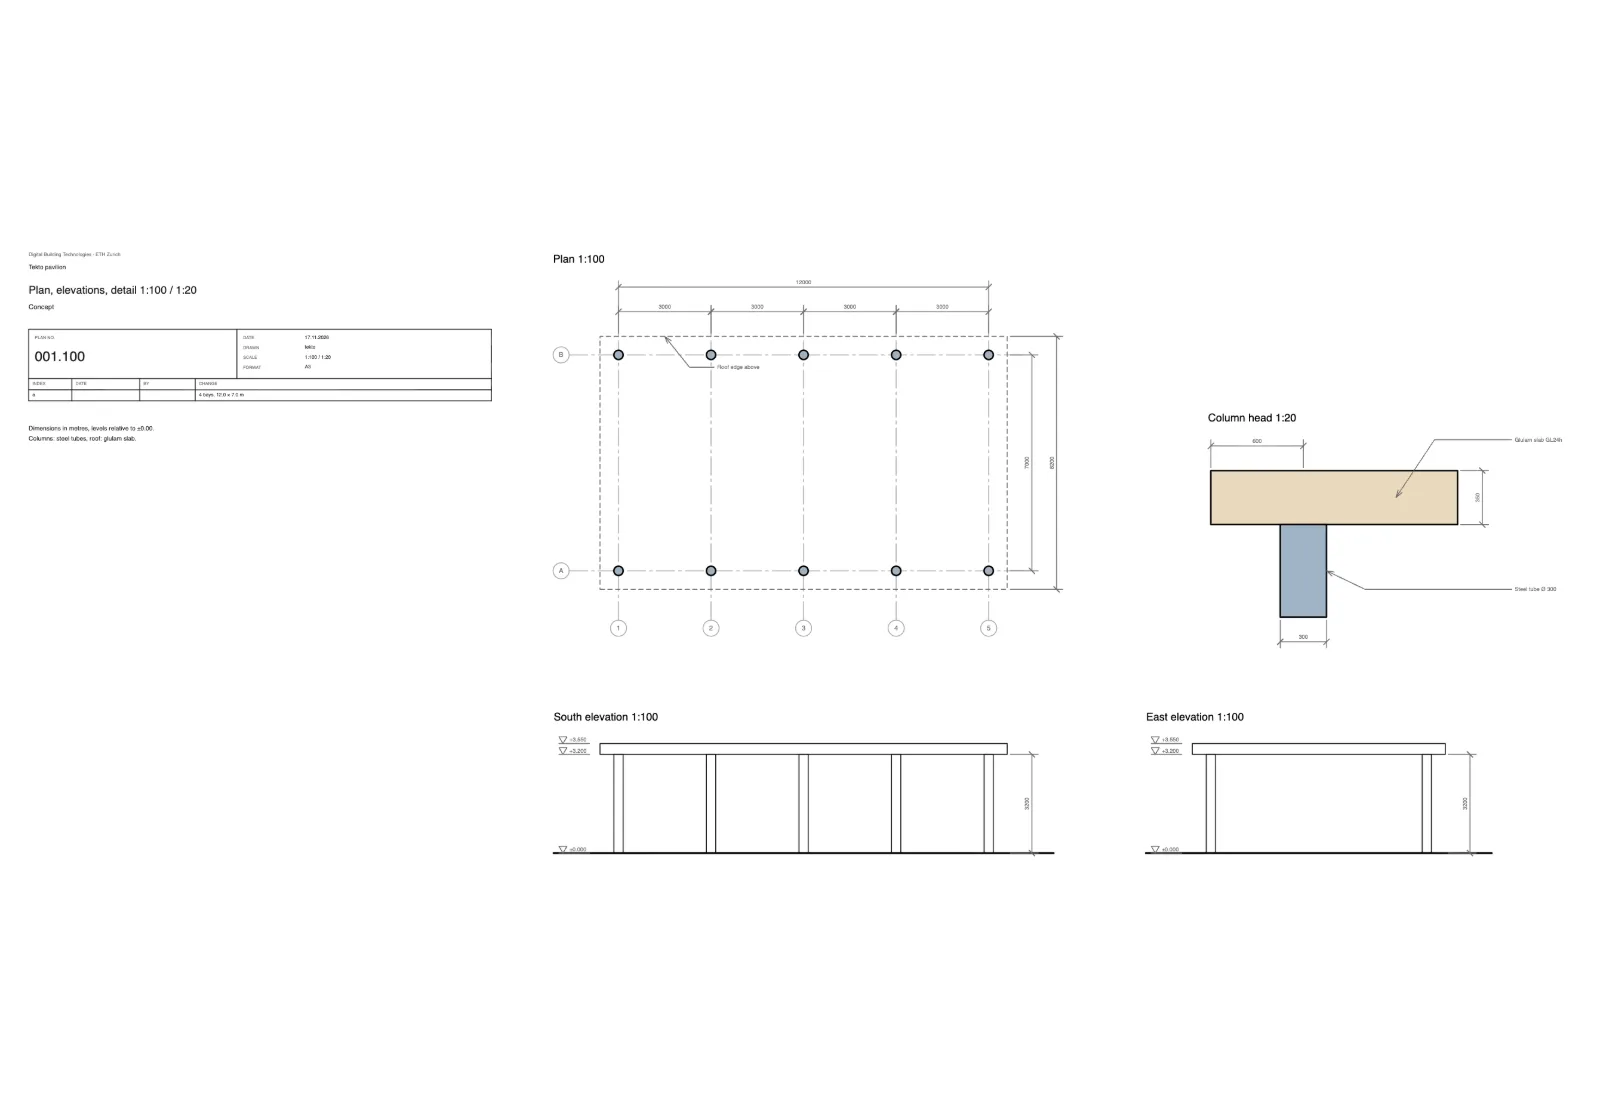 Digital Building Technologies - ETH Zurich
Tekto pavilion
Plan, elevations, detail 1:100 / 1:20
Concept
PLAN NO.
001.100
DATE 17.11.2026
DRAWN tekto
SCALE 1:100 / 1:20
FORMAT A3
INDEX DATE BY CHANGE
a 4 bays, 12.0 × 7.0 m
Dimensions in metres, levels relative to ±0.00.
Columns: steel tubes, roof: glulam slab.
Plan 1:100
12000
3000 3000 3000 3000
B
Roof edge above
7000
8200
A
1 2 3 4 5
Column head 1:20
600
Glulam slab GL24h
350
Steel tube Ø 300
300
South elevation 1:100
+3.550
+3.200
3200
±0.000
East elevation 1:100
+3.550
+3.200
3200
±0.000